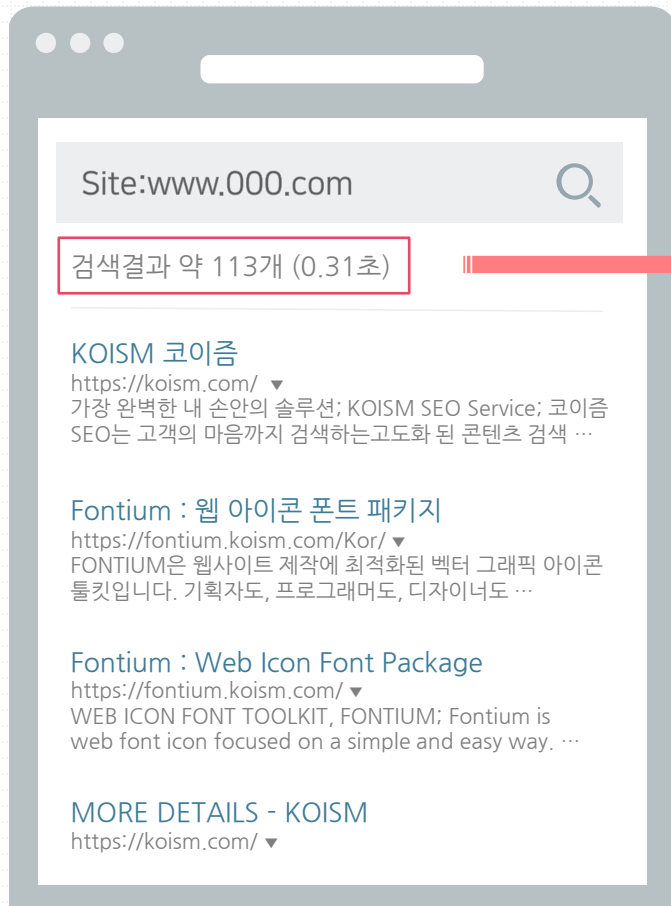 Site:www.000.com
검색결과 약 113개 (0.31초)
KOISM 코이즘
https://koism.com/ ▼
가장 완벽한 내 손안의 솔루션; KOISM SEO Service; 코이즘
SEO는 고객의 마음까지 검색하는고도화 된 콘텐츠 검색 …
Fontium : 웹 아이콘 폰트 패키지
https://fontium.koism.com/Kor/ ▼
FONTIUM은 웹사이트 제작에 최적화된 벡터 그래픽 아이콘
툴킷입니다. 기획자도, 프로그래머도, 디자이너도 …
Fontium : Web Icon Font Package
https://fontium.koism.com/ ▼
WEB ICON FONT TOOLKIT, FONTIUM; Fontium is
web font icon focused on a simple and easy way. …
MORE DETAILS - KOISM
https://koism.com/ ▼